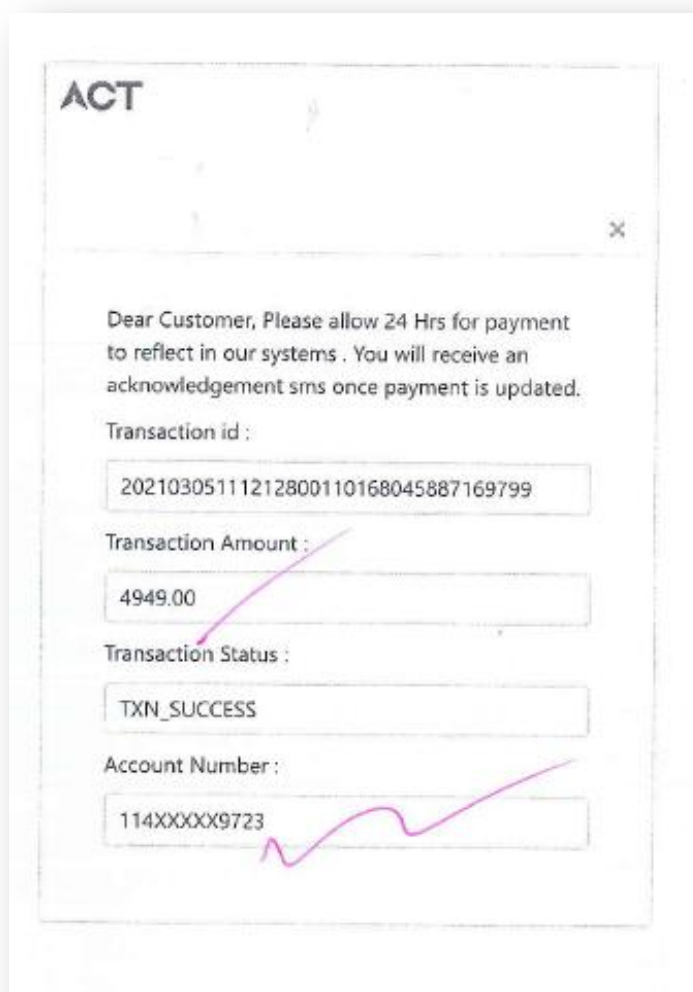 ACT
×
Dear Customer, Please allow 24 Hrs for payment
to reflect in our systems . You will receive an
acknowledgement sms once payment is updated.
Transaction id :
20210305111212800110168045887169799
Transaction Amount :
4949.00
Transaction Status :
TXN_SUCCESS
Account Number :
114XXXXX9723